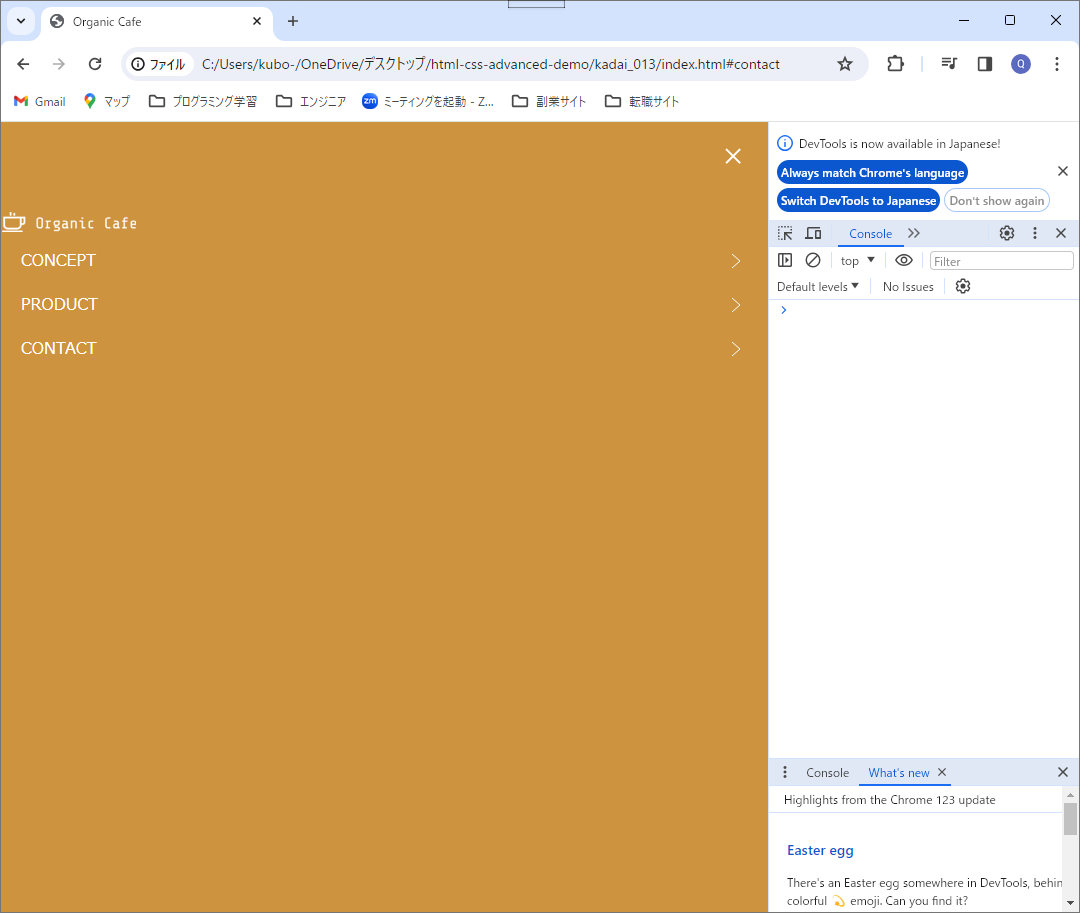 Organic Cafe
ファイル C:/Users/kubo-/OneDrive/デスクトップ/html-css-advanced-demo/kadai_013/index.html#contact
Q
Gmail マップ プログラミング学習 エンジニア zm ミーティングを起動 - Z... 副業サイト 転職サイト
Organic Cafe
CONCEPT
PRODUCT
CONTACT
DevTools is now available in Japanese!
Always match Chrome's language
Switch DevTools to Japanese Don't show again
Console
top Filter
Default levels No Issues
Console What's new
Highlights from the Chrome 123 update
Easter egg
There's an Easter egg somewhere in DevTools, behin
colorful 💫 emoji. Can you find it?